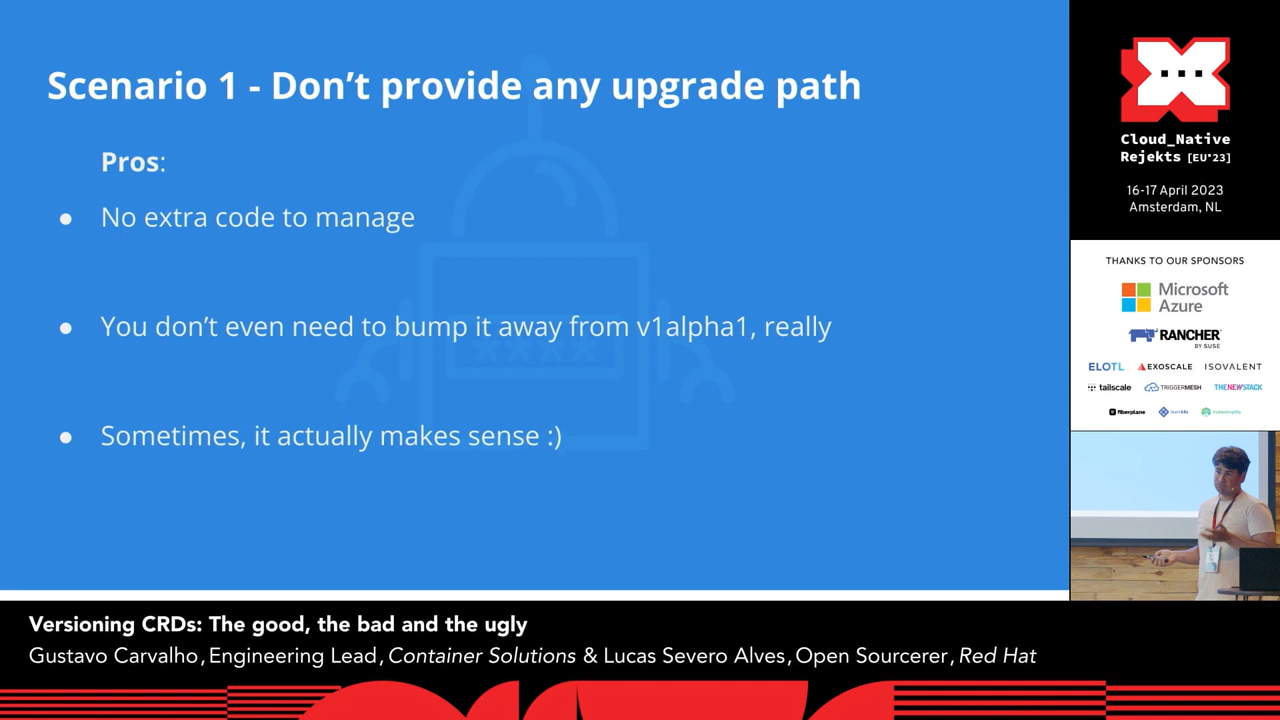 Scenario 1 - Don't provide any upgrade path
Pros:
● No extra code to manage
● You don't even need to bump it away from v1alpha1, really
● Sometimes, it actually makes sense :)
Cloud_Native
Rejekts [EU'23]
16-17 April 2023
Amsterdam, NL
THANKS TO OUR SPONSORS
Microsoft
Azure
RANCHER
BY SUSE
ELOTL EXOSCALE ISOVALENT
tailscale TRIGGERMESH THENEWSTACK
fiberplane kubesimplify
Versioning CRDs: The good, the bad and the ugly
Gustavo Carvalho, Engineering Lead, Container Solutions & Lucas Severo Alves, Open Sourcerer, Red Hat